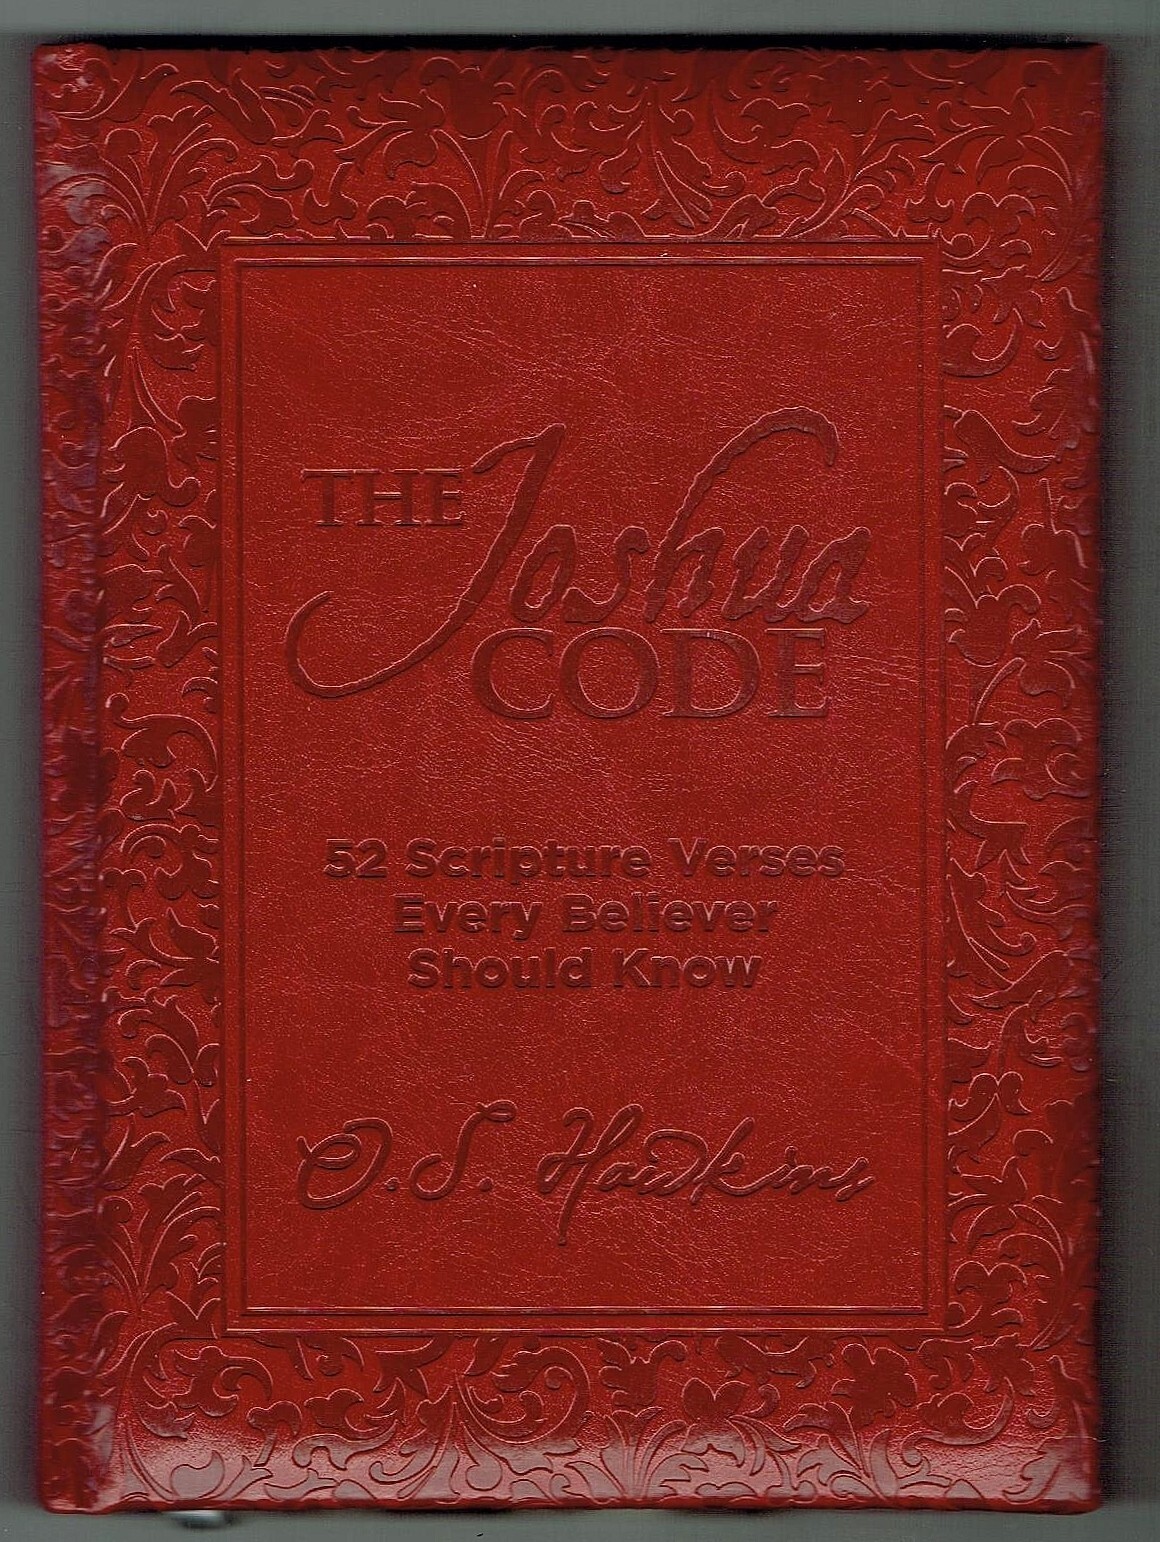 THE Joshua
CODE
52 Scripture Verses
Every Believer
Should Know
O.S. Hawkins